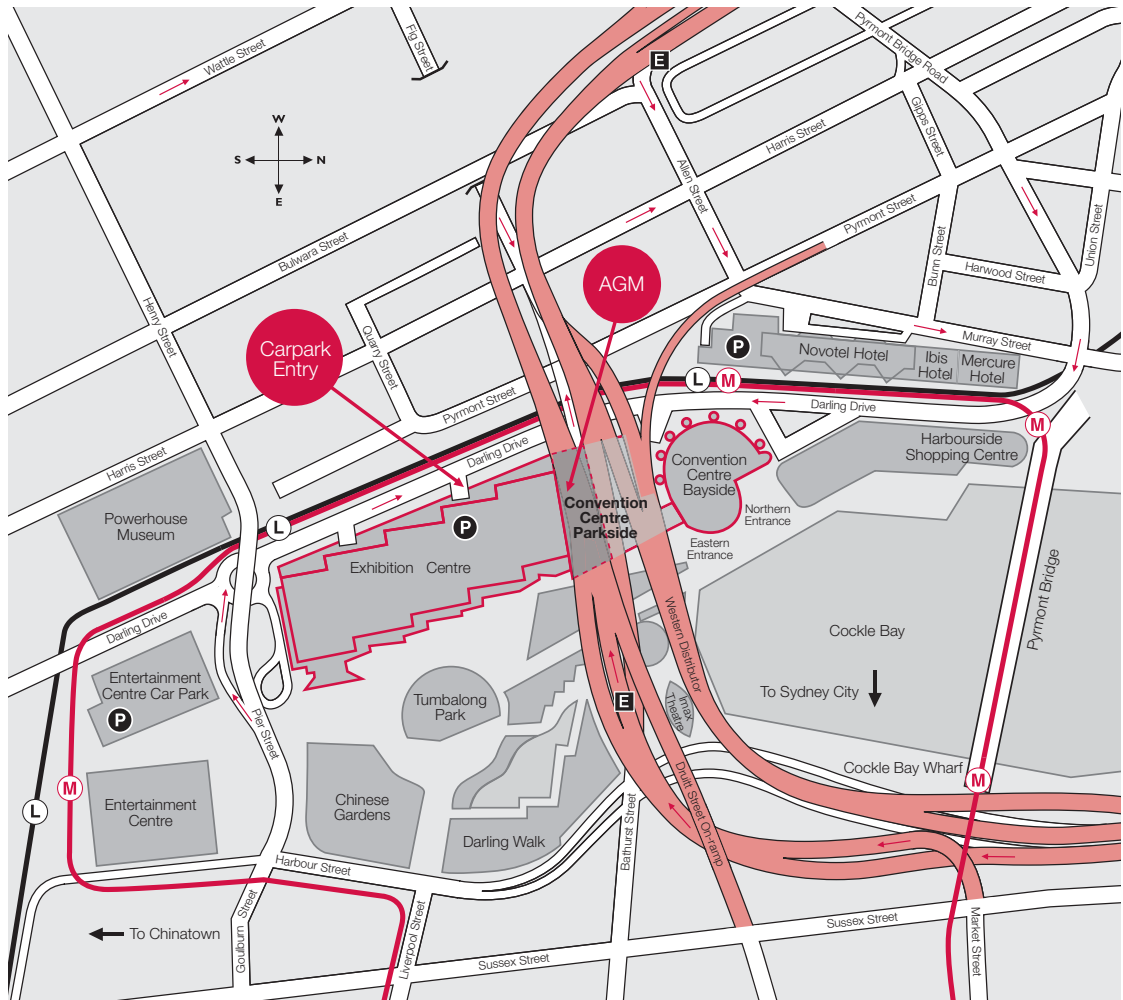 Wattle Street
Fig Street
E
Pyrmont Bridge Road
Gipps Street
W
S
N
E
Harris Street
Allen Street
Pyrmont Street
Union Street
Bulwara Street
Bunn Street
Harwood Street
Henry Street
AGM
Carpark
Entry
Quarry Street
Murray Street
P
Novotel Hotel
Ibis
Hotel
Mercure
Hotel
L
M
Pyrmont Street
Darling Drive
M
Harris Street
Darling Drive
Harbourside
Shopping Centre
Convention
Centre
Bayside
Powerhouse
Museum
L
P
Convention
Centre
Parkside
Northern
Entrance
Eastern
Entrance
Exhibition Centre
Pyrmont Bridge
Darling Drive
Western Distributor
Cockle Bay
Entertainment
Centre Car Park
P
Tumbalong
Park
E
Imax
Theatre
To Sydney City
Pier Street
Cockle Bay Wharf
M
M
L
Entertainment
Centre
Chinese
Gardens
Darling Walk
Bathurst Street
Druitt Street On-ramp
Harbour Street
To Chinatown
Goulburn Street
Liverpool Street
Sussex Street
Sussex Street
Market Street